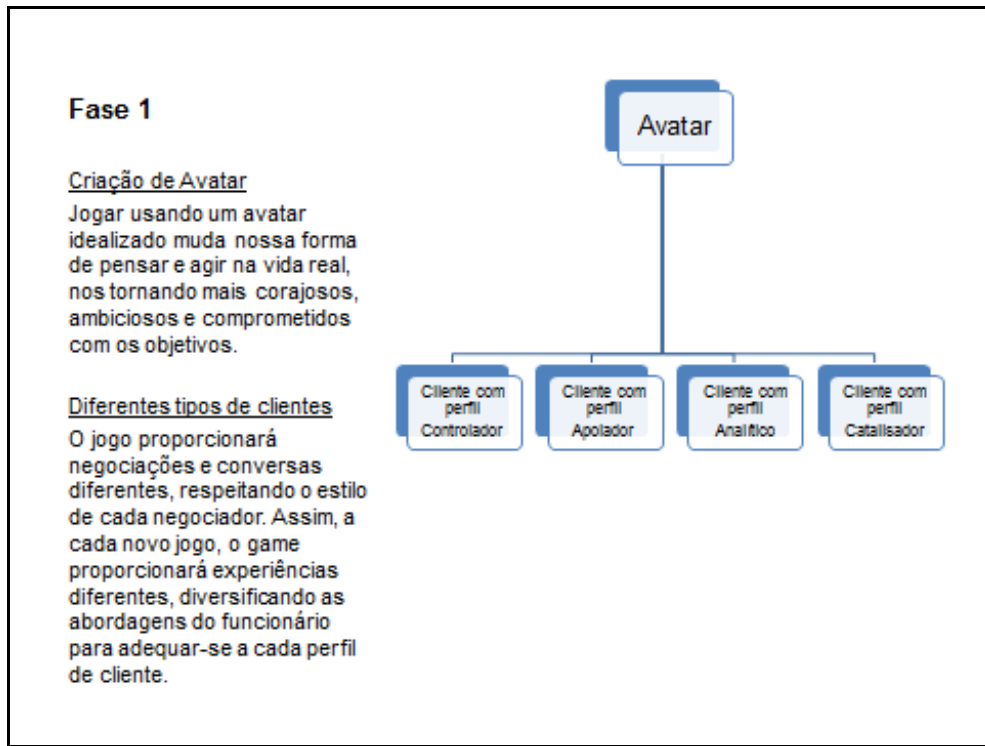 Fase 1
Criação de Avatar
Jogar usando um avatar
idealizado muda nossa forma
de pensar e agir na vida real,
nos tornando mais corajosos,
ambiciosos e comprometidos
com os objetivos.
Diferentes tipos de clientes
O jogo proporcionará
negociações e conversas
diferentes, respeitando o estilo
de cada negociador. Assim, a
cada novo jogo, o game
proporcionará experiências
diferentes, diversificando as
abordagens do funcionário
para adequar-se a cada perfil
de cliente.
Avatar
Cliente com
perfil
Controlador
Cliente com
perfil
Apoiador
Cliente com
perfil
Analítico
Cliente com
perfil
Catalisador